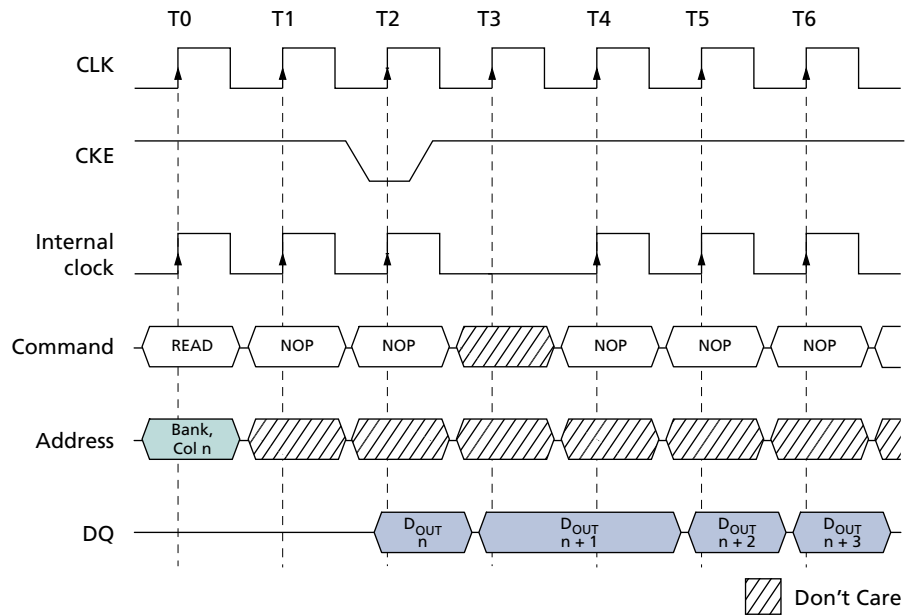 T0 T1 T2 T3 T4 T5 T6
CLK
CKE
Internal
clock
Command READ NOP NOP NOP NOP NOP
Address Bank,
Col n
DQ DOUT
n DOUT
n + 1 DOUT
n + 2 DOUT
n + 3
Don't Care